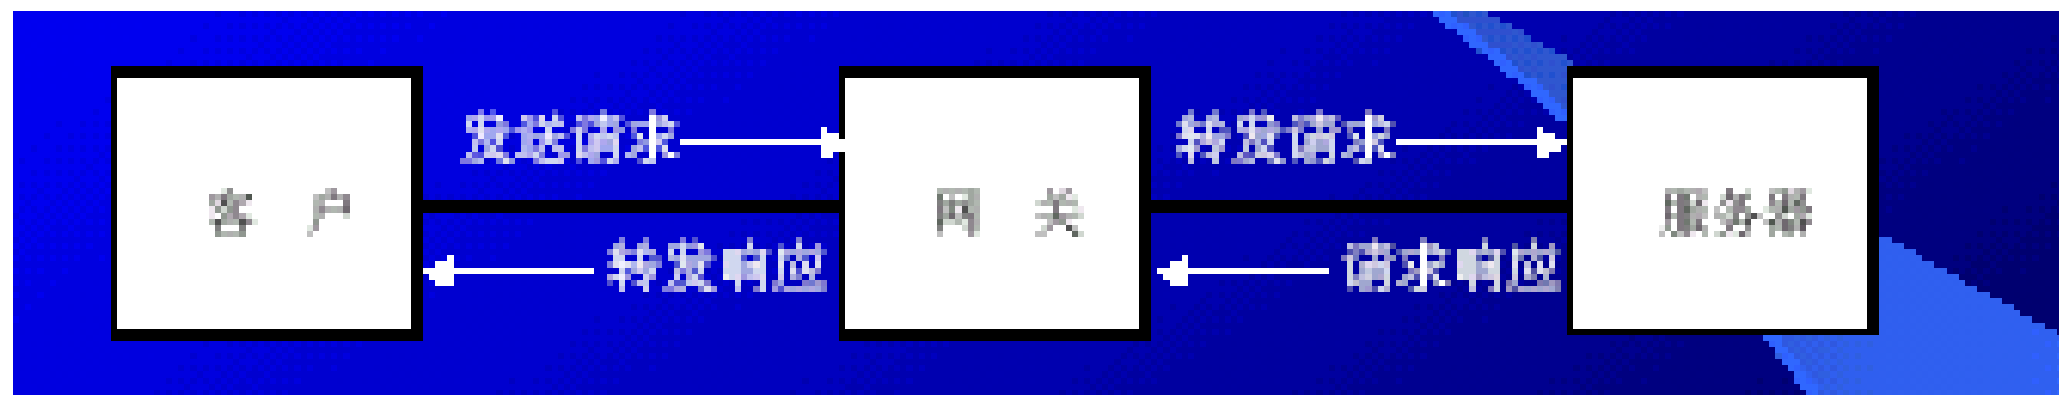 发送请求
转发请求
客户
网关
服务器
转发响应
请求响应